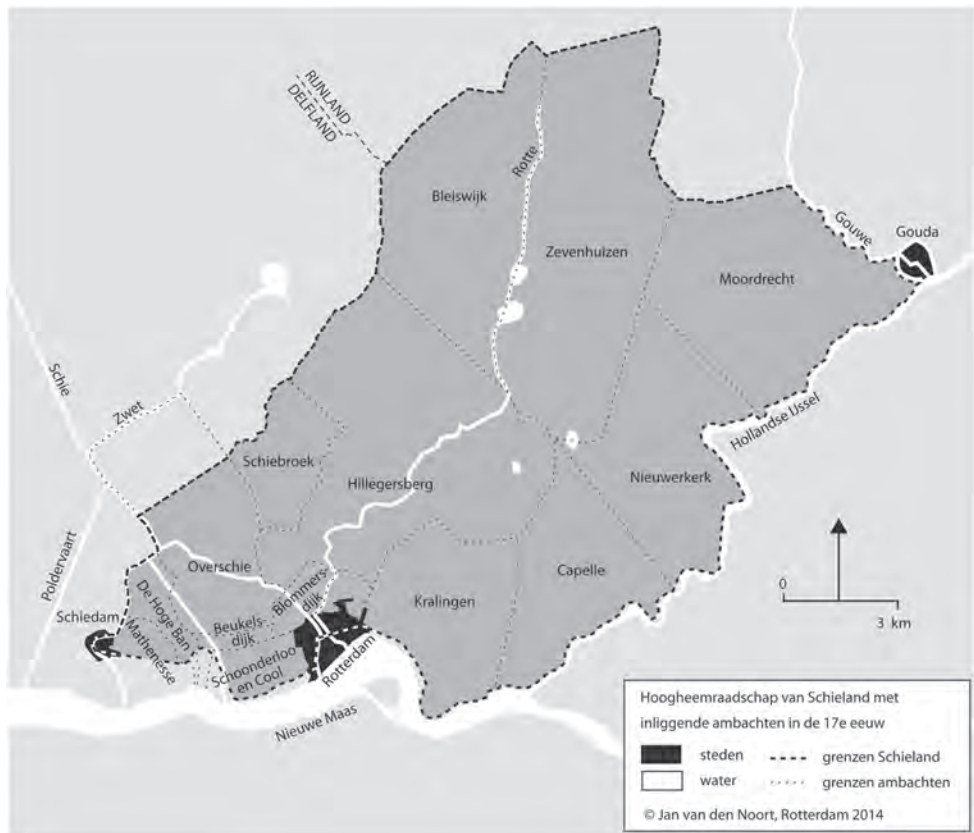 RIJNLAND
DELFLAND
Rotte
Bleiswijk
Zevenhuizen
Gouwe
Gouda
Moordrecht
Schie
Zwet
Hollandse IJssel
Schiebroek
Hillegersberg
Nieuwerkerk
Poldervaart
Overschie
Capelle
Blommers-
dijk
De Hoge Ban
Kralingen
Schiedam
Mathenesse
Beukels-
dijk
Schoonderloo
en Cool
Rotterdam
Nieuwe Maas
0
3 km
Hoogheemraadschap van Schieland met
inliggende ambachten in de 17e eeuw
steden
grenzen Schieland
water
grenzen ambachten
© Jan van den Noort, Rotterdam 2014